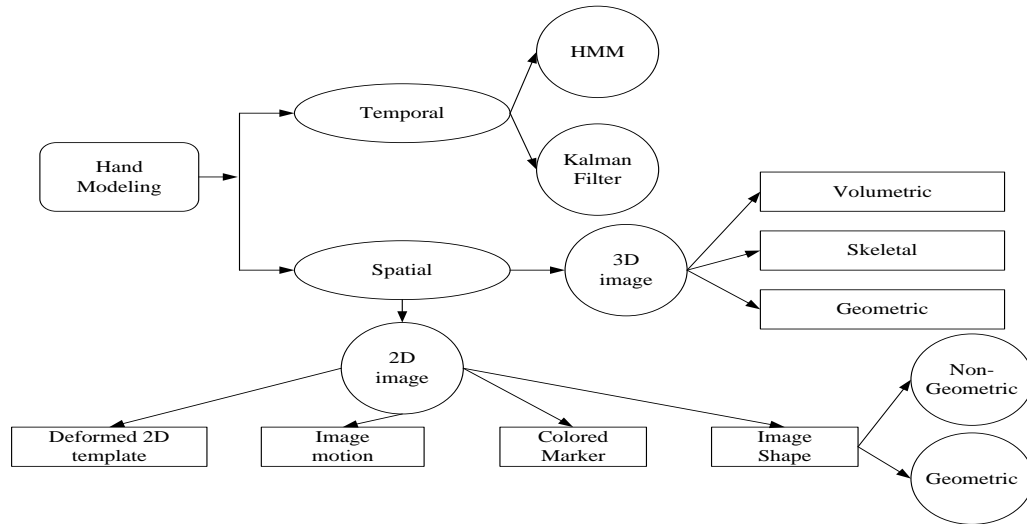 HMM
Temporal
Hand
Modeling
Kalman
Filter
Volumetric
Skeletal
3D
image
Spatial
Geometric
2D
image
Non-
Geometric
Deformed 2D
template
Image
motion
Colored
Marker
Image
Shape
Geometric